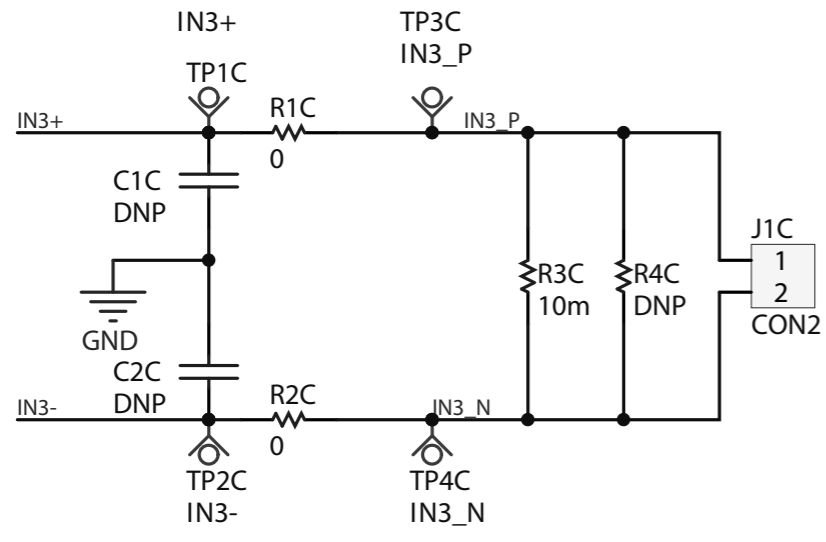 IN3+
TP1C
TP3C
IN3_P
IN3+
R1C
0
IN3_P
C1C
DNP
GND
C2C
DNP
R3C
10m
R4C
DNP
J1C
1
2
CON2
IN3-
R2C
0
IN3_N
TP2C
IN3-
TP4C
IN3_N